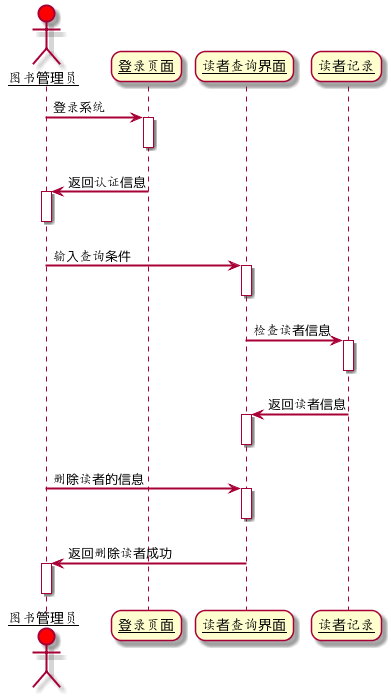 图书管理员
登录页面
读者查询界面
读者记录
登录系统
返回认证信息
输入查询条件
检查读者信息
返回读者信息
删除读者的信息
返回删除读者成功
图书管理员
登录页面
读者查询界面
读者记录